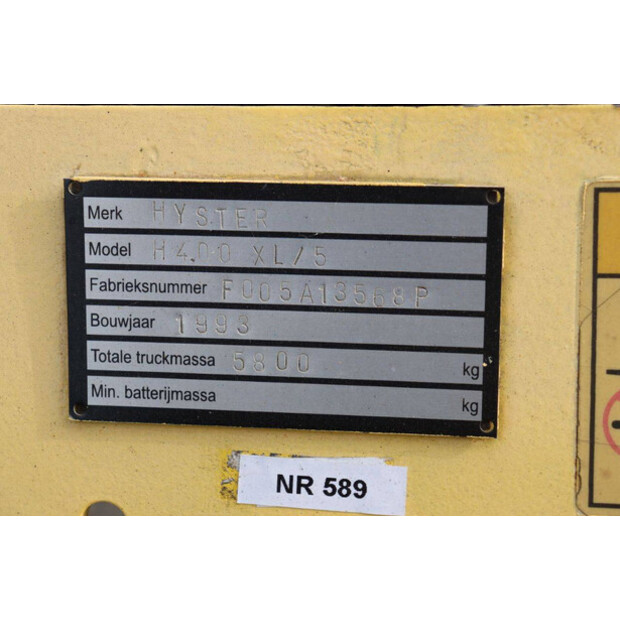 Merk HYSTER
Model H4.00 XL/5
Fabrieksnummer F005A13568P
Bouwjaar 1993
Totale truckmassa 5800 kg
Min. batterijmassa kg
NR 589